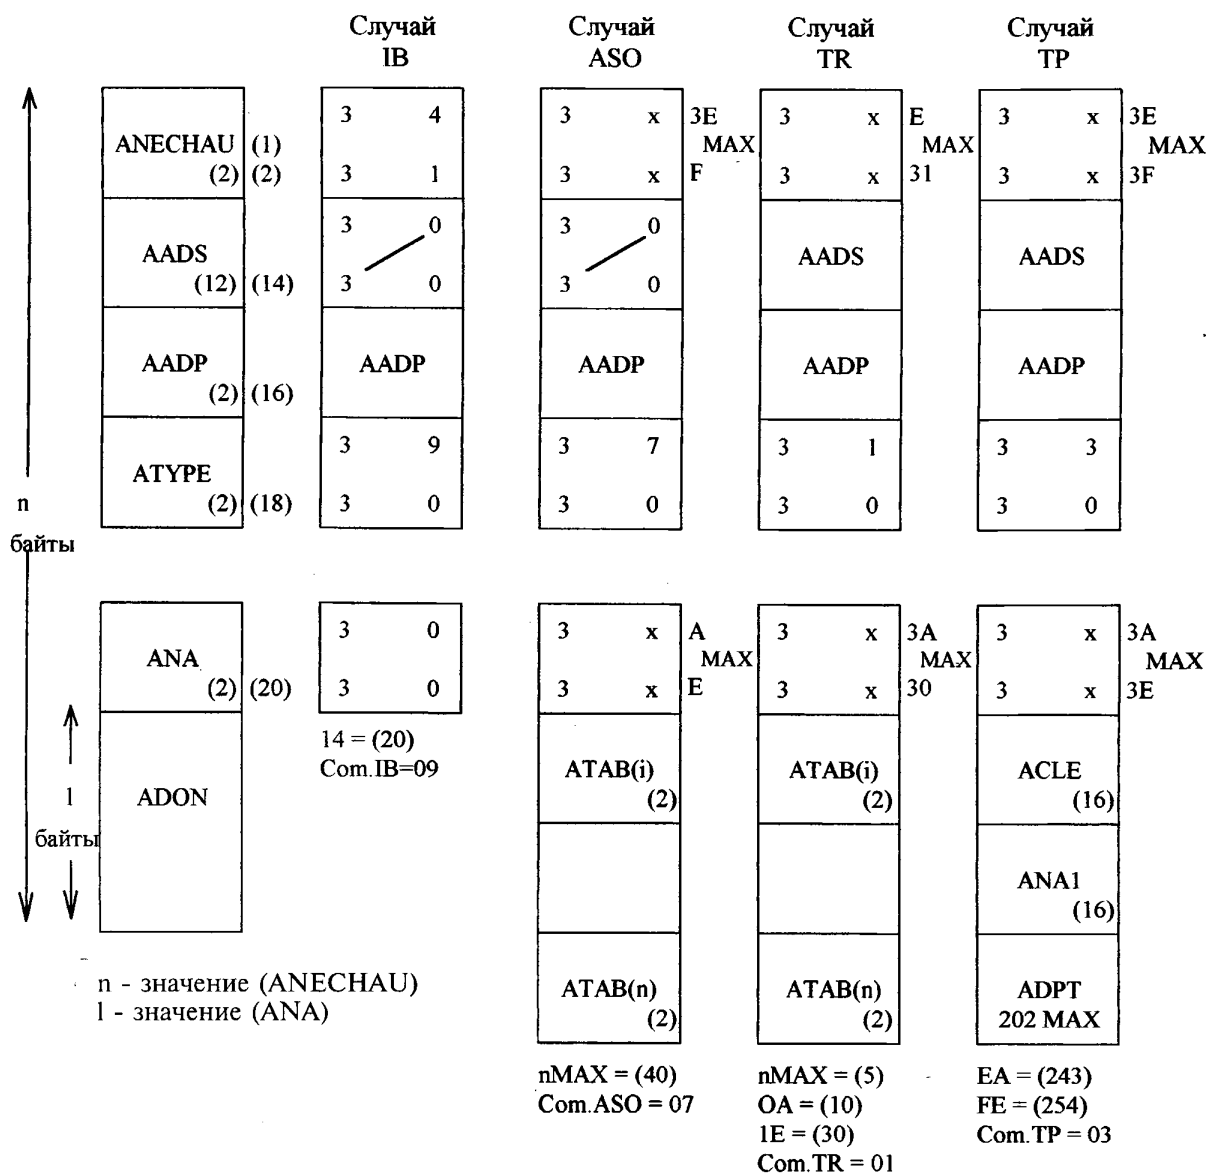 Случай Случай Случай Случай
IB ASO TR TP
3 4 3 x 3E 3 x E 3 x 3E
ANECHAU (1) MAX MAX MAX
(2) (2) 3 1 3 x F 3 x 31 3 x 3F
3 0 3 0
AADS AADS AADS
(12) (14) 3 0 3 0
AADP AADP AADP AADP AADP
(2) (16)
3 9 3 7 3 1 3 3
ATYPE
(2) (18) 3 0 3 0 3 0 3 0
n
байты
3 0 3 x A 3 x 3A 3 x 3A
ANA MAX MAX MAX
(2) (20) 3 0 3 x E 3 x 30 3 x 3E
14 = (20)
Com.IB=09
ATAB(i) ATAB(i) ACLE
(2) (2) (16)
l ADON
байты
ANA1
(16)
n - значение (ANECHAU)
l - значение (ANA)
ATAB(n) ATAB(n) ADPT
(2) (2) 202 MAX
nMAX = (40) nMAX = (5) EA = (243)
Com.ASO = 07 OA = (10) FE = (254)
1E = (30) Com.TP = 03
Com.TR = 01